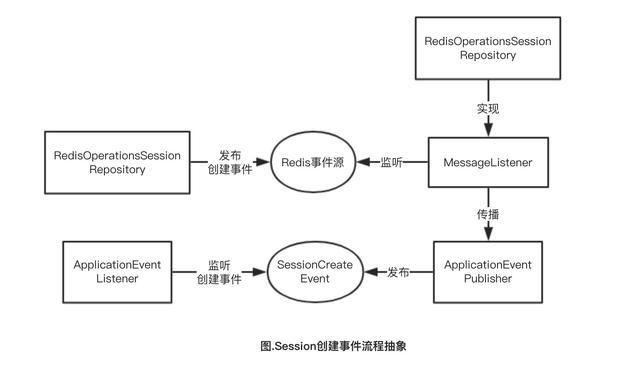 RedisOperationsSession
Repository
实现
RedisOperationsSession
Repository
发布
创建事件
Redis事件源
监听
MessageListener
传播
ApplicationEvent
Listener
监听
创建事件
SessionCreate
Event
发布
ApplicationEvent
Publisher
图.Session创建事件流程抽象